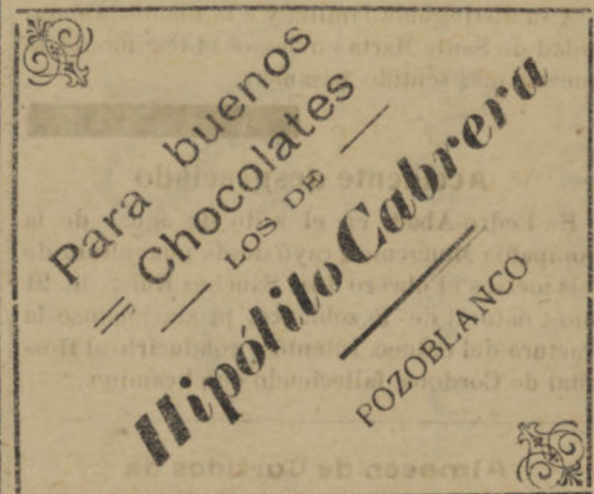 Para buenos
Chocolates
LOS DE
Hipólito Cabrera
POZOBLANCO